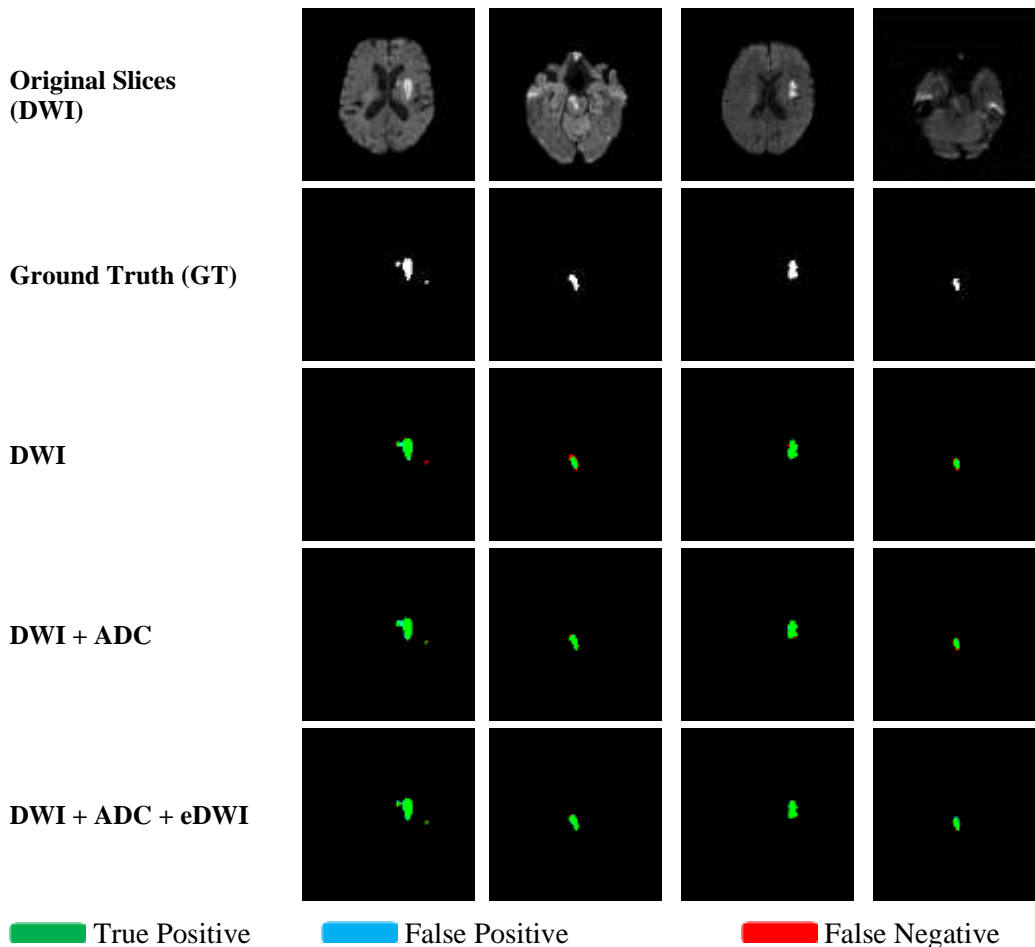 Original Slices
(DWI)
Ground Truth (GT)
DWI
DWI + ADC
DWI + ADC + eDWI
True Positive
False Positive
False Negative